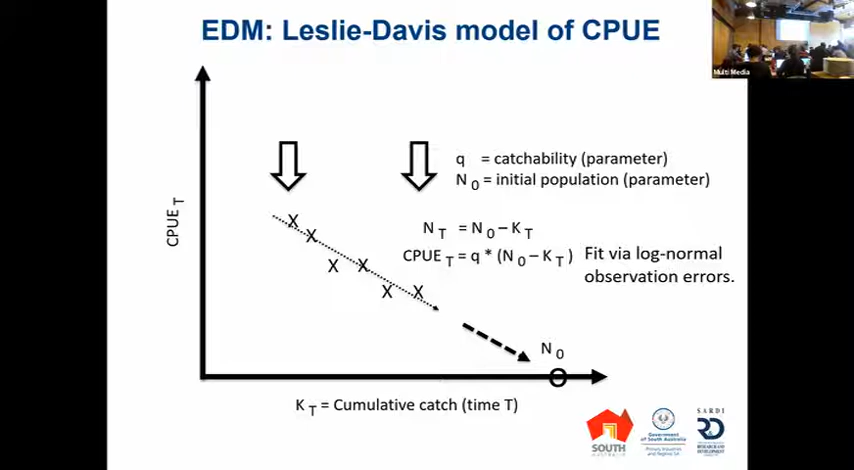 EDM: Leslie-Davis model of CPUE
Multi Media
q = catchability (parameter)
N 0 = initial population (parameter)
CPUE T
N T = N 0 – K T
CPUE T = q * (N 0 – K T )
Fit via log-normal
observation errors.
X
X
X
X
X
X
N 0
K T = Cumulative catch (time T)
SOUTH
Government
of South Australia
Primary Industries
and Regions SA
SARDI
RD
RESEARCH AND
DEVELOPMENT